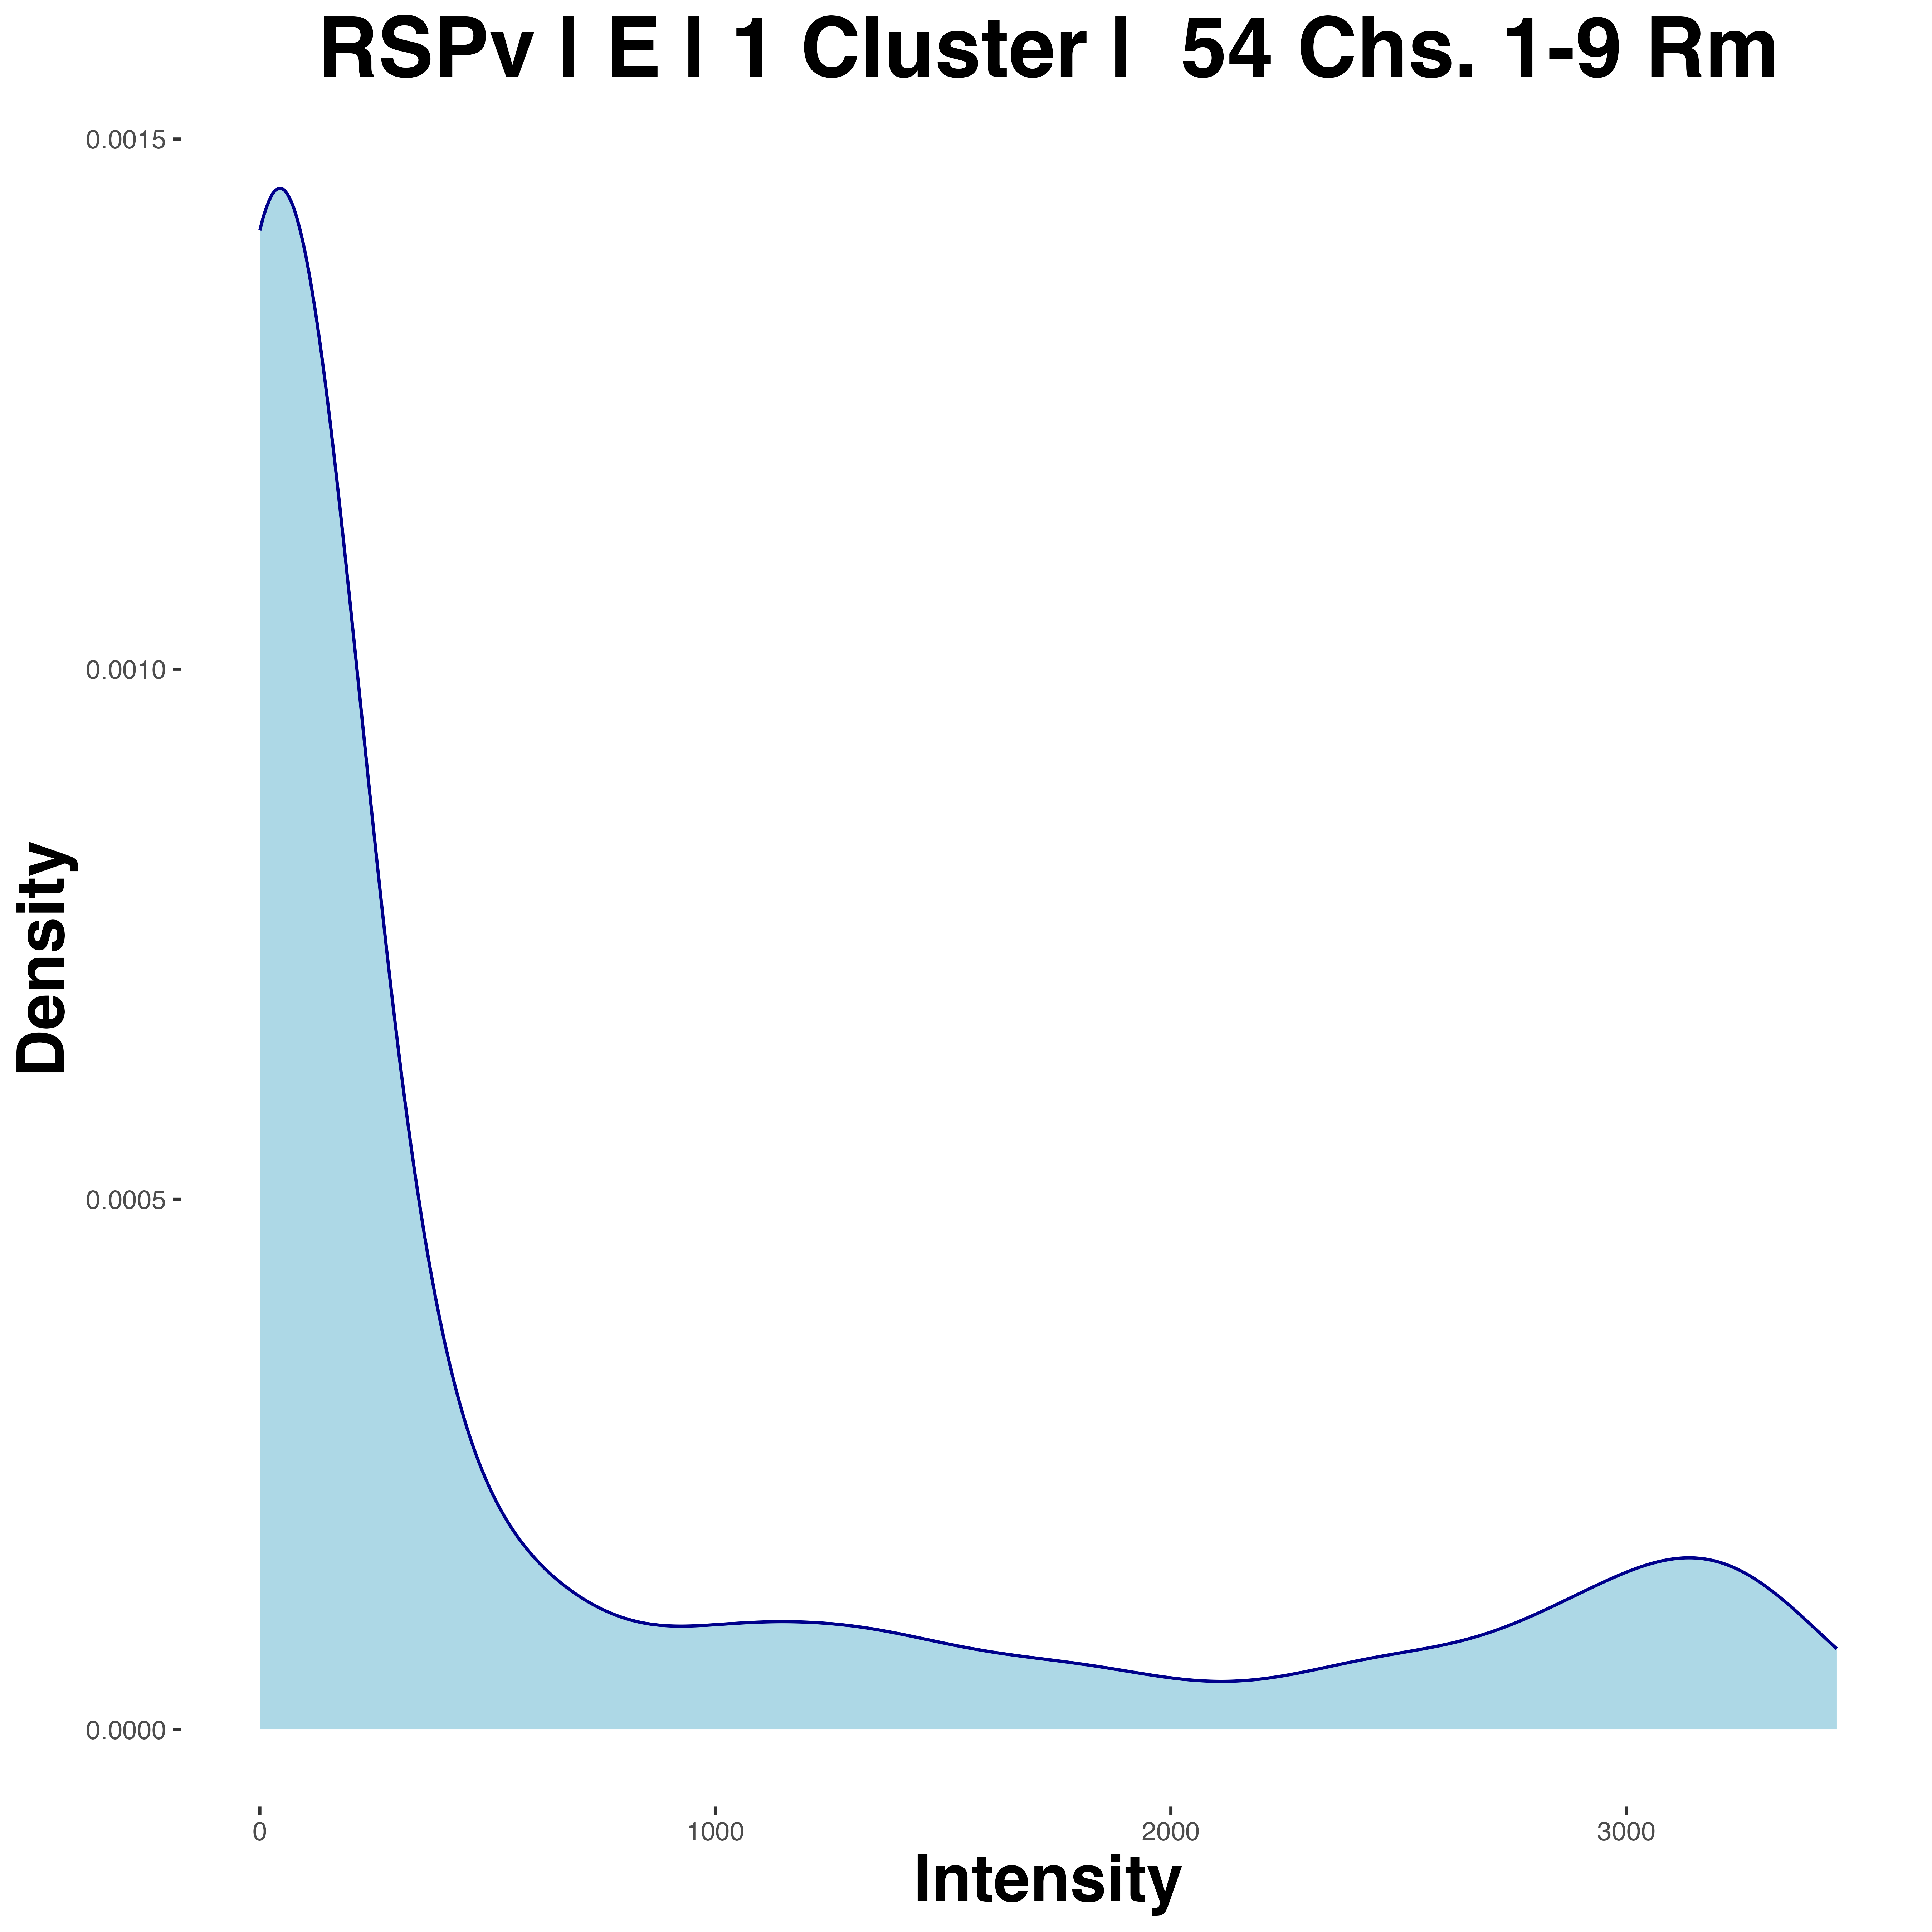 RSPv | E | 1 Cluster | 54 Chs. 1-9 Rm
0.0015
0.0010
0.0005
0.0000
Density
0 1000 2000 3000
Intensity